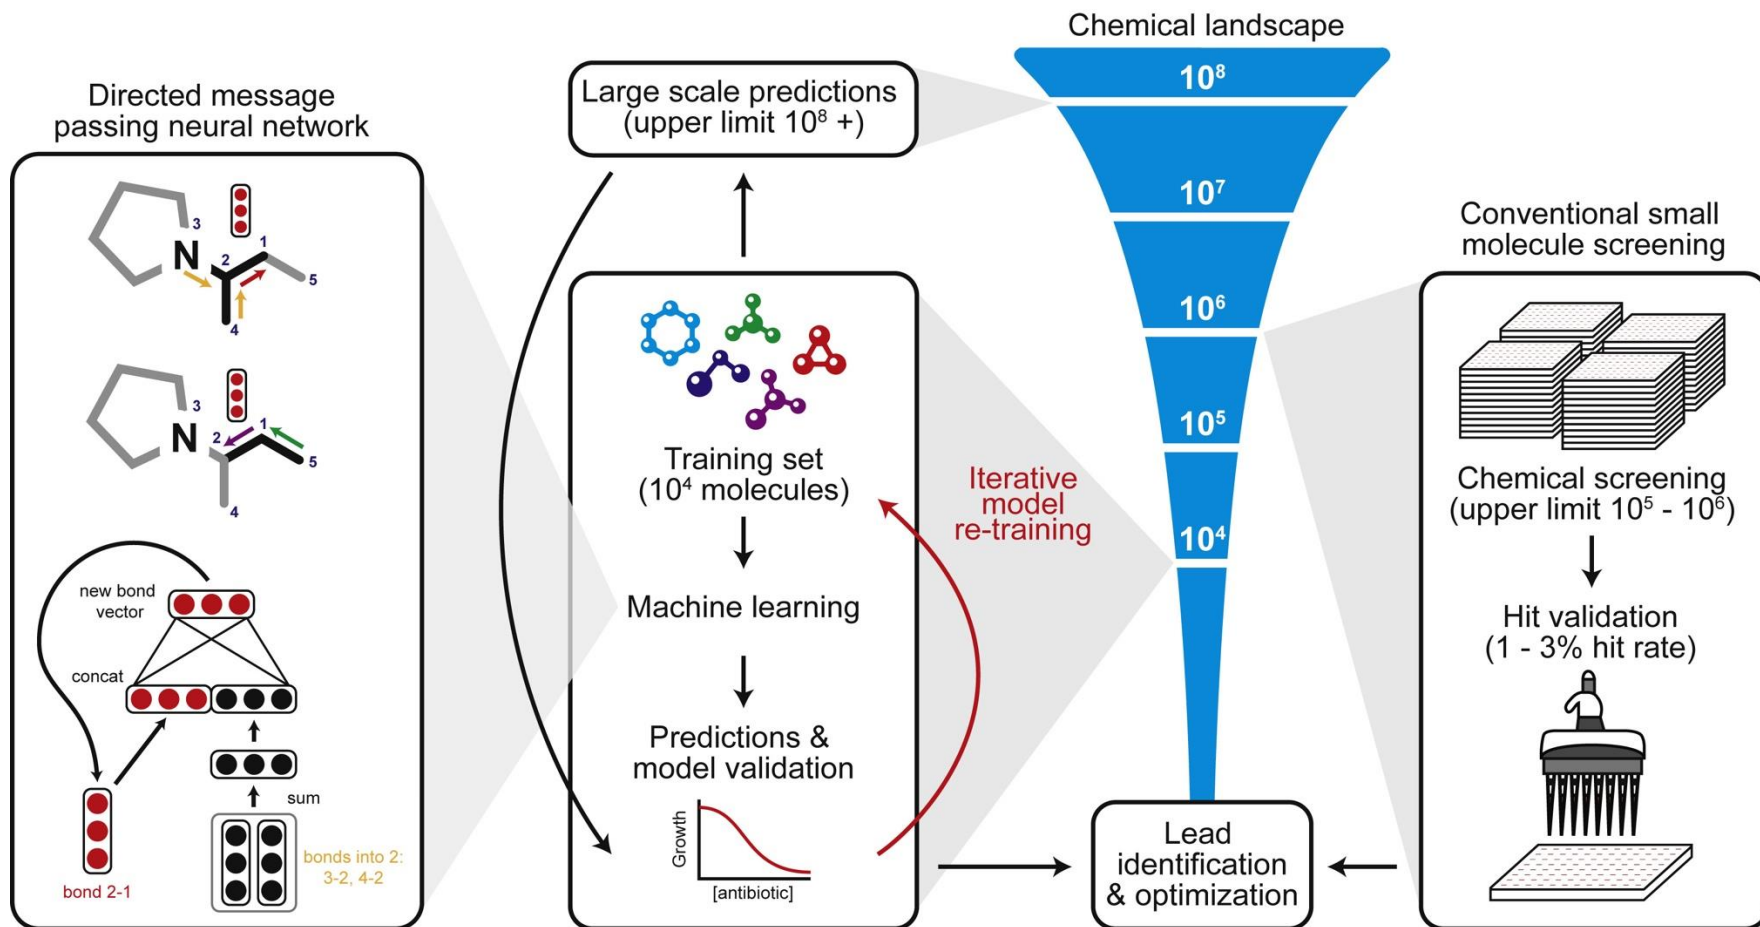 Directed message
passing neural network
3
N
2
1
5
4
3
N
2
1
5
4
new bond
vector
concat
sum
bond 2-1
bonds into 2:
3-2, 4-2
Large scale predictions
(upper limit 10⁸ +)
Training set
(10⁴ molecules)
Machine learning
Predictions &
model validation
Growth
[antibiotic]
Iterative
model
re-training
Chemical landscape
10⁸
10⁷
10⁶
10⁵
10⁴
Lead
identification
& optimization
Conventional small
molecule screening
Chemical screening
(upper limit 10⁵ - 10⁶)
Hit validation
(1 - 3% hit rate)